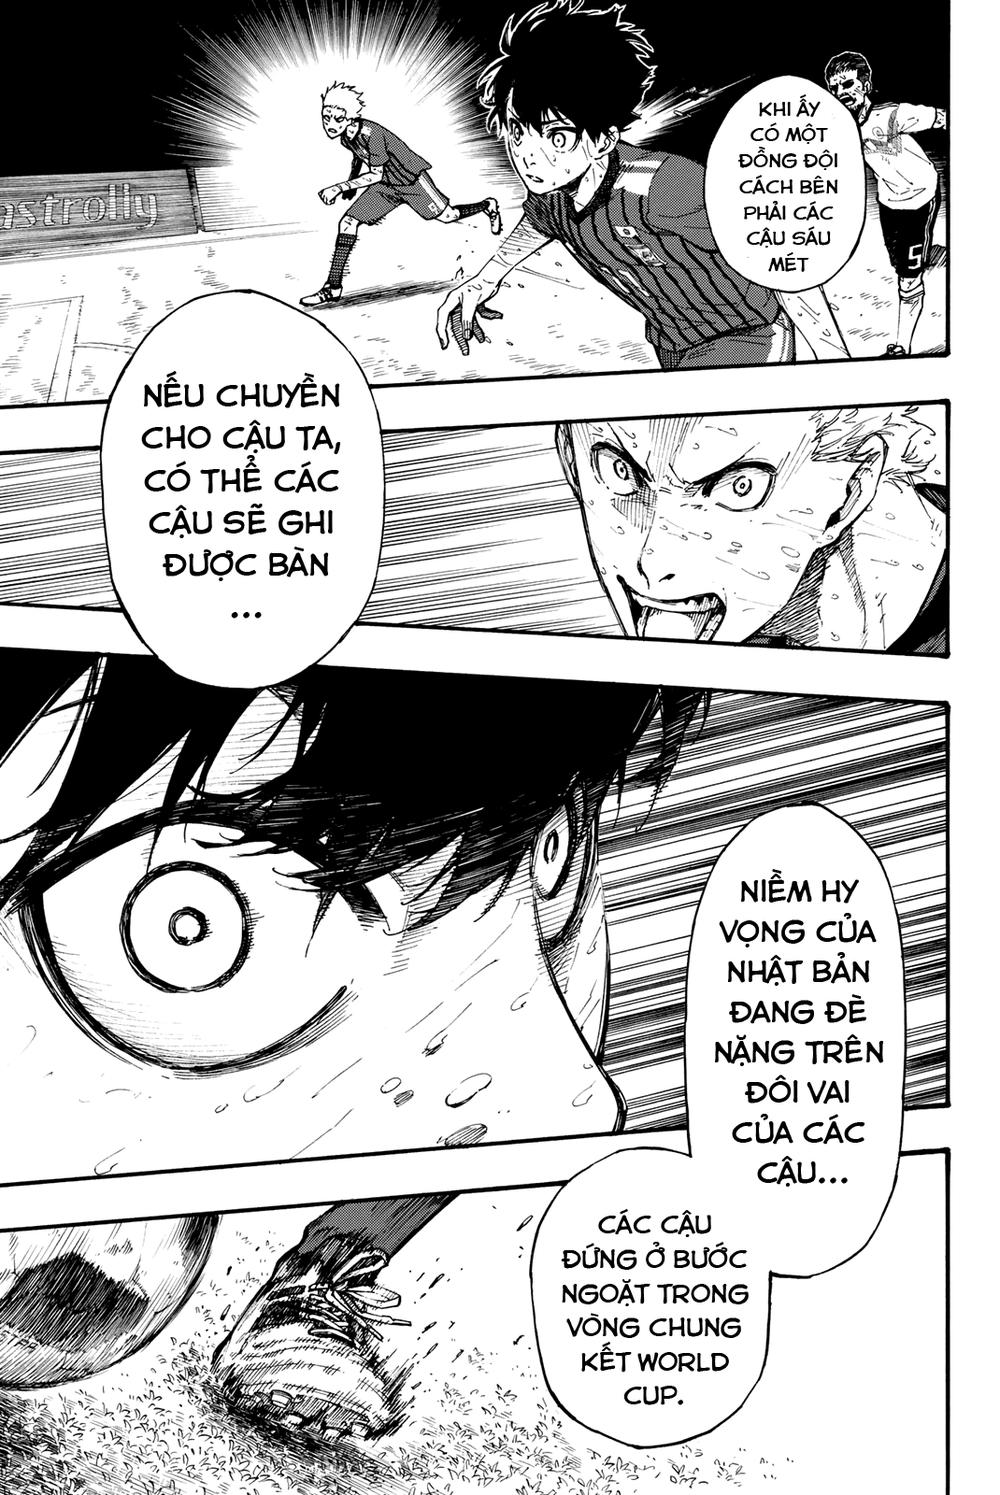 KHI ẤY
CÓ MỘT
ĐỒNG ĐỘI
CÁCH BÊN
PHẢI CÁC
CẬU SÁU
MÉT
astrolly
5
NẾU CHUYỀN
CHO CẬU TA,
CÓ THỂ CÁC
CẬU SẼ GHI
ĐƯỢC BÀN
...
NIỀM HY
VỌNG CỦA
NHẬT BẢN
ĐANG ĐÈ
NẶNG TRÊN
ĐÔI VAI
CỦA CÁC
CẬU...
CÁC CẬU
ĐỨNG Ở BƯỚC
NGOẶT TRONG
VÒNG CHUNG
KẾT WORLD
CUP.